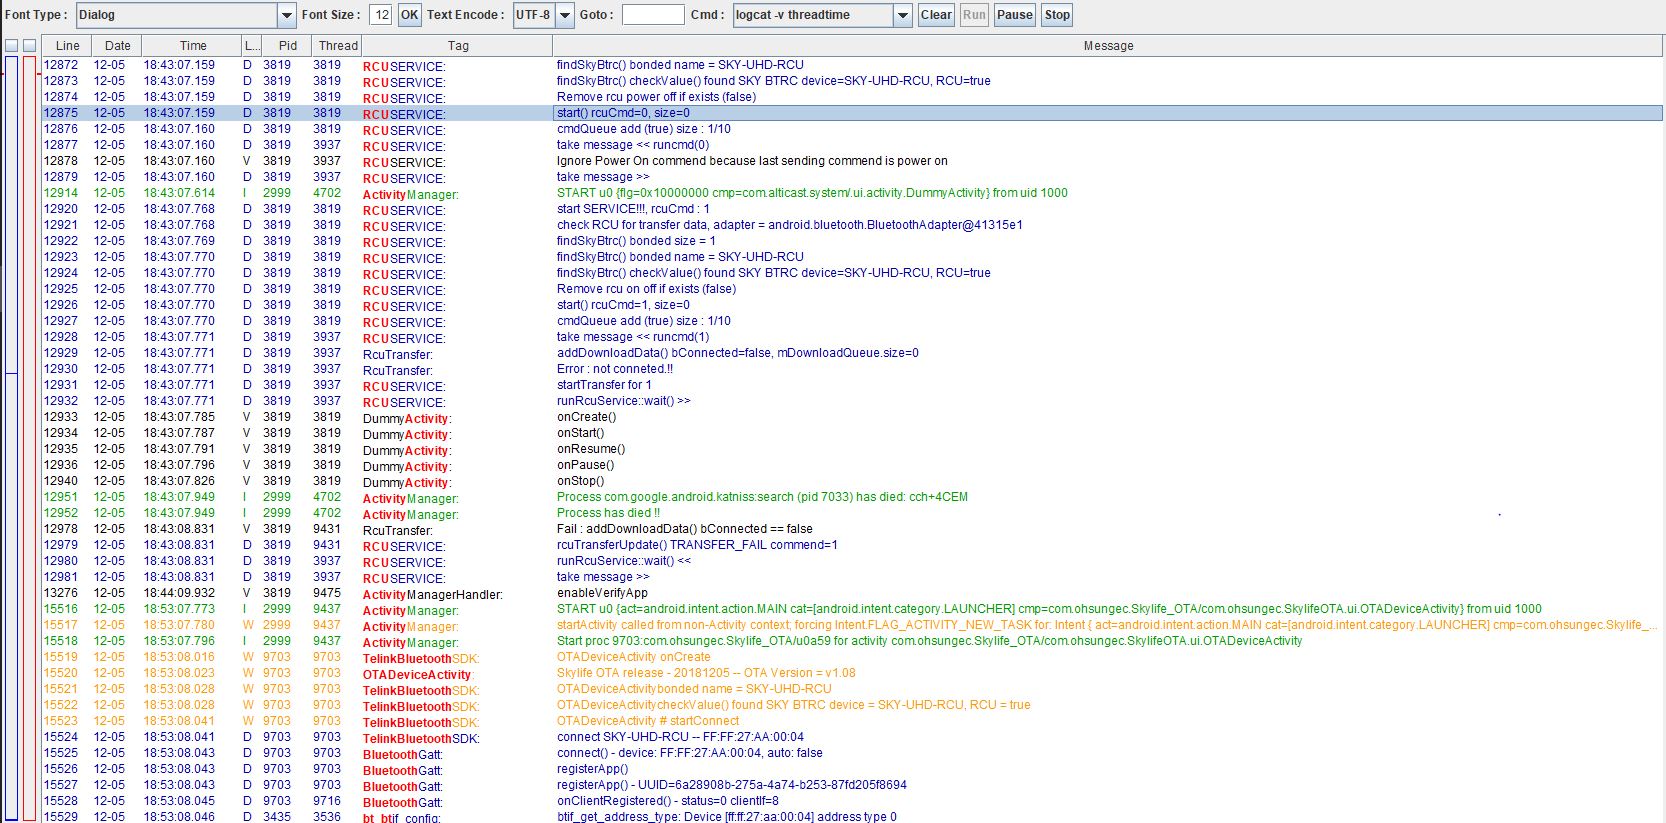 Font Type : Dialog Font Size : 12 OK Text Encode : UTF-8 Goto : Cmd : logcat -v threadtime Clear Run Pause Stop
Line Date Time L... Pid Thread Tag Message
12872 12-05 18:43:07.159 D 3819 3819 RCUSERVICE: findSkyBtrc() bonded name = SKY-UHD-RCU
12873 12-05 18:43:07.159 D 3819 3819 RCUSERVICE: findSkyBtrc() checkValue() found SKY BTRC device=SKY-UHD-RCU, RCU=true
12874 12-05 18:43:07.159 D 3819 3819 RCUSERVICE: Remove rcu power off if exists (false)
12875 12-05 18:43:07.159 D 3819 3819 RCUSERVICE: start() rcuCmd=0, size=0
12876 12-05 18:43:07.160 D 3819 3819 RCUSERVICE: cmdQueue add (true) size : 1/10
12877 12-05 18:43:07.160 D 3819 3937 RCUSERVICE: take message << runcmd(0)
12878 12-05 18:43:07.160 V 3819 3937 RCUSERVICE: Ignore Power On commend because last sending commend is power on
12879 12-05 18:43:07.160 D 3819 3937 RCUSERVICE: take message >>
12914 12-05 18:43:07.614 I 2999 4702 ActivityManager: START u0 {flg=0x10000000 cmp=com.alticast.system/.ui.activity.DummyActivity} from uid 1000
12920 12-05 18:43:07.768 D 3819 3819 RCUSERVICE: start SERVICE!!!, rcuCmd : 1
12921 12-05 18:43:07.768 D 3819 3819 RCUSERVICE: check RCU for transfer data, adapter = android.bluetooth.BluetoothAdapter@41315e1
12922 12-05 18:43:07.769 D 3819 3819 RCUSERVICE: findSkyBtrc() bonded size = 1
12923 12-05 18:43:07.770 D 3819 3819 RCUSERVICE: findSkyBtrc() bonded name = SKY-UHD-RCU
12924 12-05 18:43:07.770 D 3819 3819 RCUSERVICE: findSkyBtrc() checkValue() found SKY BTRC device=SKY-UHD-RCU, RCU=true
12925 12-05 18:43:07.770 D 3819 3819 RCUSERVICE: Remove rcu on off if exists (false)
12926 12-05 18:43:07.770 D 3819 3819 RCUSERVICE: start() rcuCmd=1, size=0
12927 12-05 18:43:07.770 D 3819 3819 RCUSERVICE: cmdQueue add (true) size : 1/10
12928 12-05 18:43:07.771 D 3819 3937 RCUSERVICE: take message << runcmd(1)
12929 12-05 18:43:07.771 D 3819 3937 RcuTransfer: addDownloadData() bConnected=false, mDownloadQueue.size=0
12930 12-05 18:43:07.771 D 3819 3937 RcuTransfer: Error : not conneted.!!
12931 12-05 18:43:07.771 D 3819 3937 RCUSERVICE: startTransfer for 1
12932 12-05 18:43:07.771 D 3819 3937 RCUSERVICE: runRcuService::wait() >>
12933 12-05 18:43:07.785 V 3819 3819 DummyActivity: onCreate()
12934 12-05 18:43:07.787 V 3819 3819 DummyActivity: onStart()
12935 12-05 18:43:07.791 V 3819 3819 DummyActivity: onResume()
12936 12-05 18:43:07.796 V 3819 3819 DummyActivity: onPause()
12940 12-05 18:43:07.826 V 3819 3819 DummyActivity: onStop()
12951 12-05 18:43:07.949 I 2999 4702 ActivityManager: Process com.google.android.katniss:search (pid 7033) has died: cch+4CEM
12952 12-05 18:43:07.949 I 2999 4702 ActivityManager: Process has died !!
12978 12-05 18:43:08.831 V 3819 9431 RcuTransfer: Fail : addDownloadData() bConnected == false
12979 12-05 18:43:08.831 D 3819 9431 RCUSERVICE: rcuTransferUpdate() TRANSFER_FAIL commend=1
12980 12-05 18:43:08.831 D 3819 3937 RCUSERVICE: runRcuService::wait() <<
12981 12-05 18:43:08.831 D 3819 3937 RCUSERVICE: take message >>
13276 12-05 18:44:09.932 V 3819 9475 ActivityManagerHandler: enableVerifyApp
15516 12-05 18:53:07.773 I 2999 9437 ActivityManager: START u0 {act=android.intent.action.MAIN cat=[android.intent.category.LAUNCHER] cmp=com.ohsungec.Skylife_OTA/com.ohsungec.SkylifeOTA.ui.OTADeviceActivity} from uid 1000
15517 12-05 18:53:07.780 W 2999 9437 ActivityManager: startActivity called from non-Activity context; forcing Intent.FLAG_ACTIVITY_NEW_TASK for: Intent { act=android.intent.action.MAIN cat=[android.intent.category.LAUNCHER] cmp=com.ohsungec.Skylife_...
15518 12-05 18:53:07.796 I 2999 9437 ActivityManager: Start proc 9703:com.ohsungec.Skylife_OTA/u0a59 for activity com.ohsungec.Skylife_OTA/com.ohsungec.SkylifeOTA.ui.OTADeviceActivity
15519 12-05 18:53:08.016 W 9703 9703 TelinkBluetoothSDK: OTADeviceActivity onCreate
15520 12-05 18:53:08.023 W 9703 9703 OTADeviceActivity: Skylife OTA release - 20181205 -- OTA Version = v1.08
15521 12-05 18:53:08.028 W 9703 9703 TelinkBluetoothSDK: OTADeviceActivitybonded name = SKY-UHD-RCU
15522 12-05 18:53:08.028 W 9703 9703 TelinkBluetoothSDK: OTADeviceActivitycheckValue() found SKY BTRC device = SKY-UHD-RCU, RCU = true
15523 12-05 18:53:08.041 W 9703 9703 TelinkBluetoothSDK: OTADeviceActivity # startConnect
15524 12-05 18:53:08.041 D 9703 9703 TelinkBluetoothSDK: connect SKY-UHD-RCU -- FF:FF:27:AA:00:04
15525 12-05 18:53:08.043 D 9703 9703 BluetoothGatt: connect() - device: FF:FF:27:AA:00:04, auto: false
15526 12-05 18:53:08.043 D 9703 9703 BluetoothGatt: registerApp()
15527 12-05 18:53:08.043 D 9703 9703 BluetoothGatt: registerApp() - UUID=6a28908b-275a-4a74-b253-87fd205f8694
15528 12-05 18:53:08.045 D 9703 9716 BluetoothGatt: onClientRegistered() - status=0 clientIf=8
15529 12-05 18:53:08.046 D 3435 3536 bt_btif_config: btif_get_address_type: Device [ff:ff:27:aa:00:04] address type 0